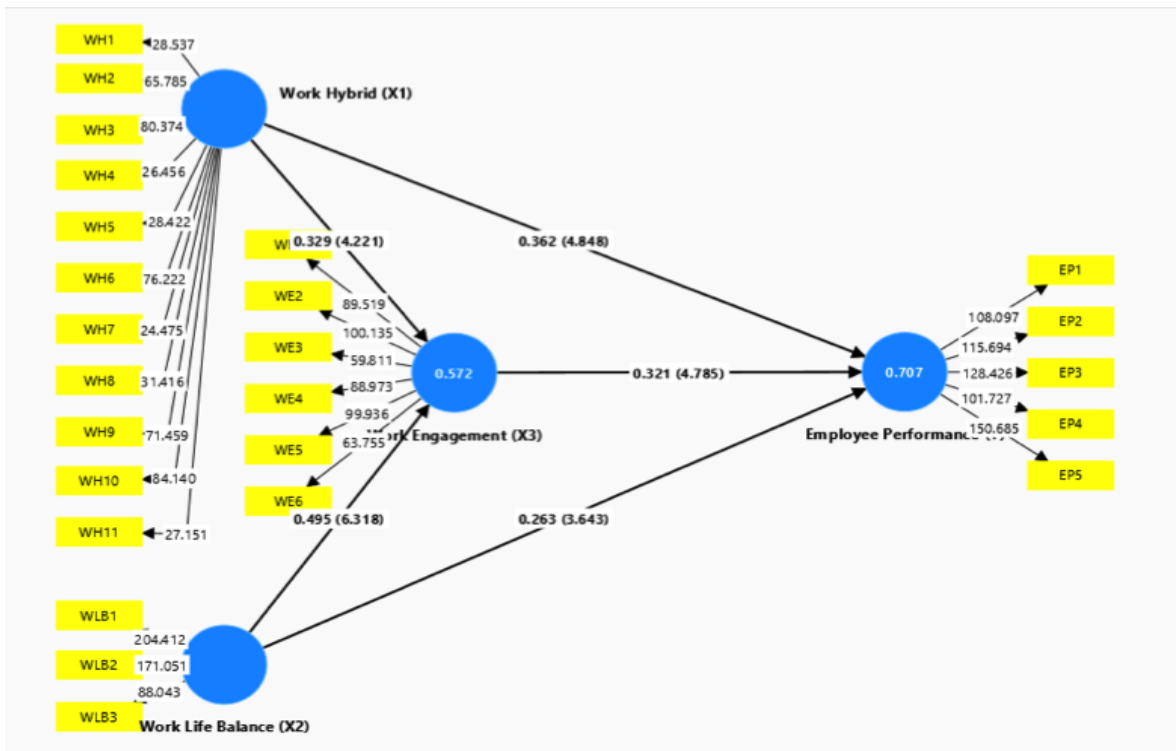 WH1
28.537
WH2
65.785
Work Hybrid (X1)
WH3
80.374
WH4
26.456
WH5
28.422
0.329 (4.221)
0.362 (4.848)
WH6
76.222
WE2
89.519
EP1
108.097
WH7
24.475
100.135
WE3
59.811
EP2
115.694
WH8
31.416
WE4
88.973
0.572
0.321 (4.785)
0.707
128.426
EP3
WH9
71.459
WE5
99.936
63.755
Work Engagement (X3)
Employee Performance
101.727
EP4
150.685
WH10
84.140
WE6
EP5
WH11
27.151
0.495 (6.318)
0.263 (3.643)
WLB1
204.412
WLB2
171.051
88.043
WLB3
Work Life Balance (X2)